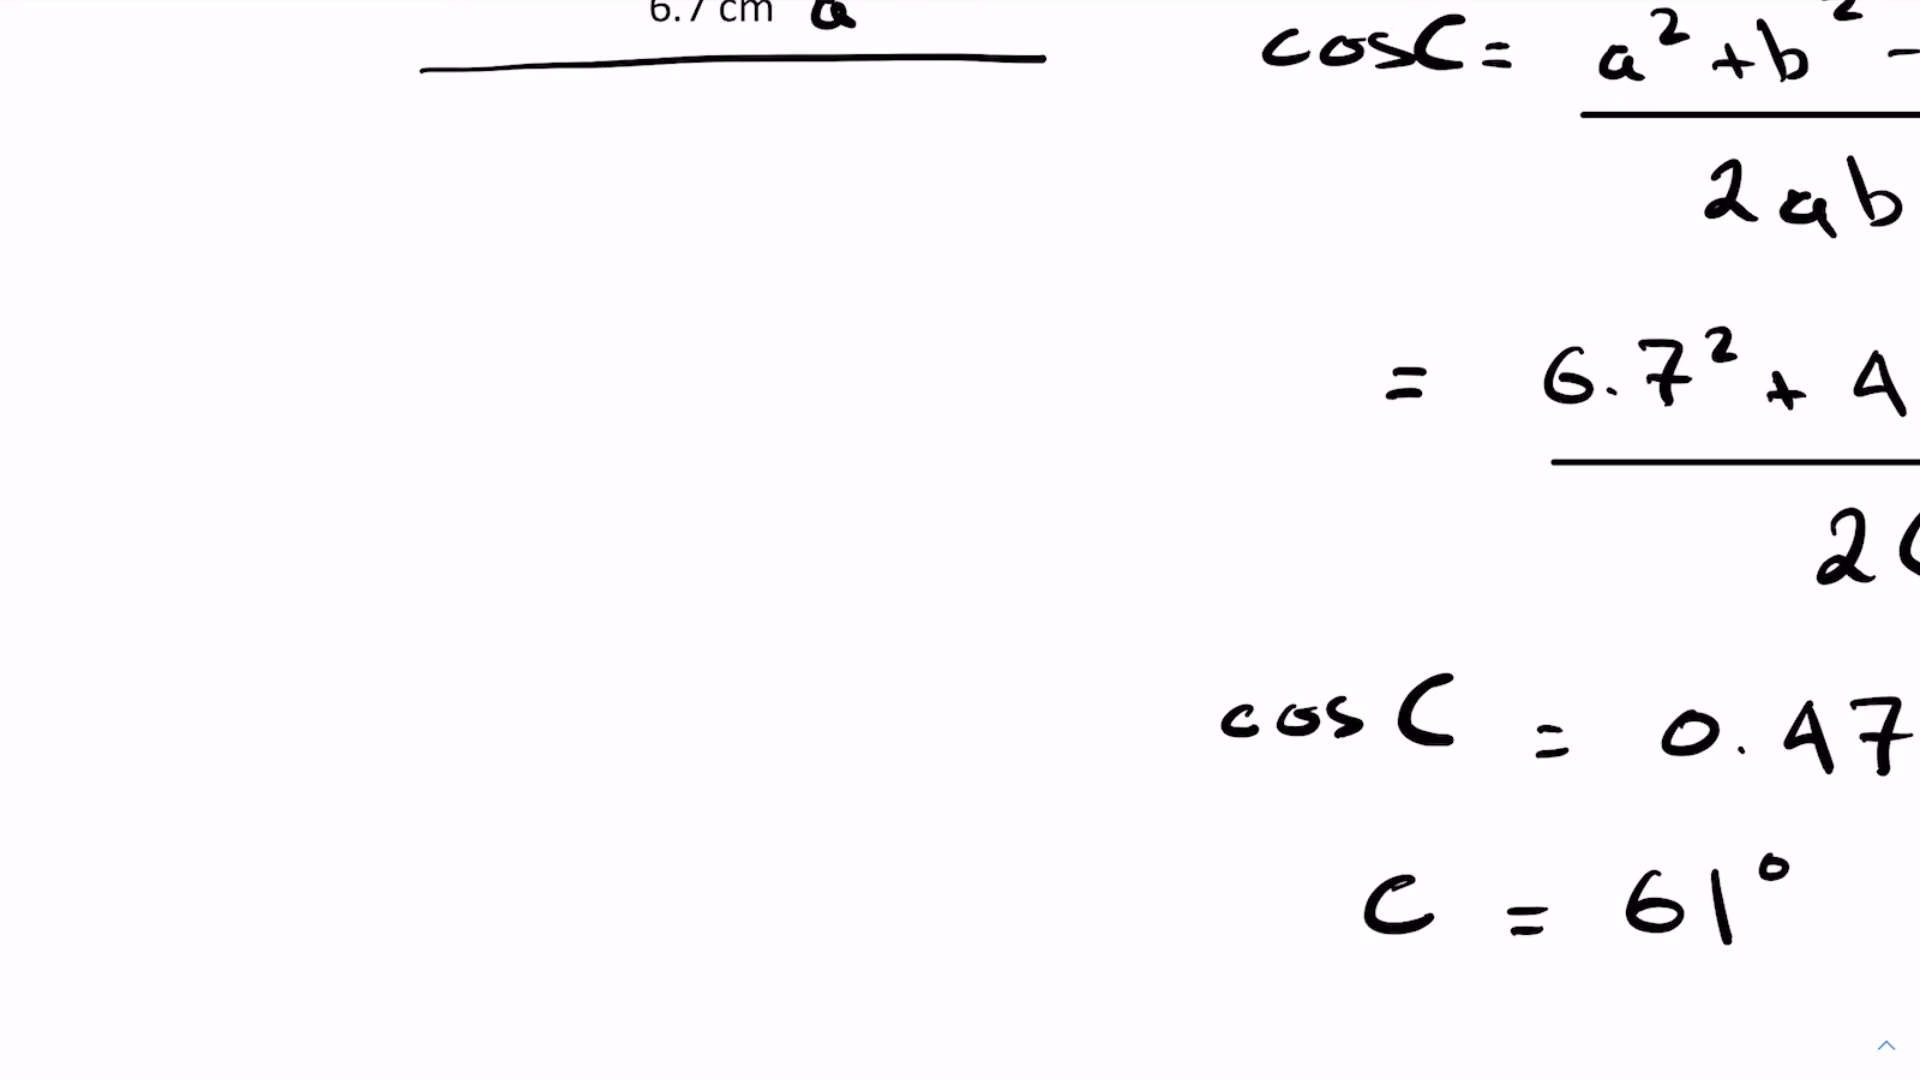 6.7 cm a
cosC = a² + b² -
2ab
= 6.7² + 4
2(
cos C = 0.47
C = 61°